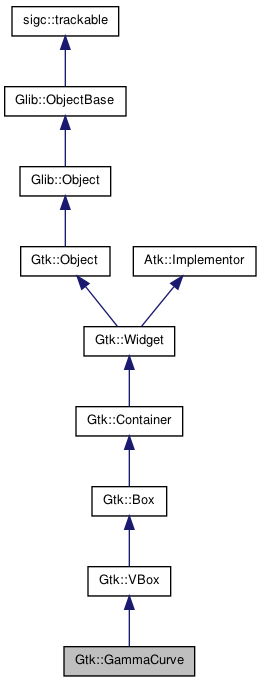 sigc::trackable
Glib::ObjectBase
Glib::Object
Gtk::Object
Atk::Implementor
Gtk::Widget
Gtk::Container
Gtk::Box
Gtk::VBox
Gtk::GammaCurve